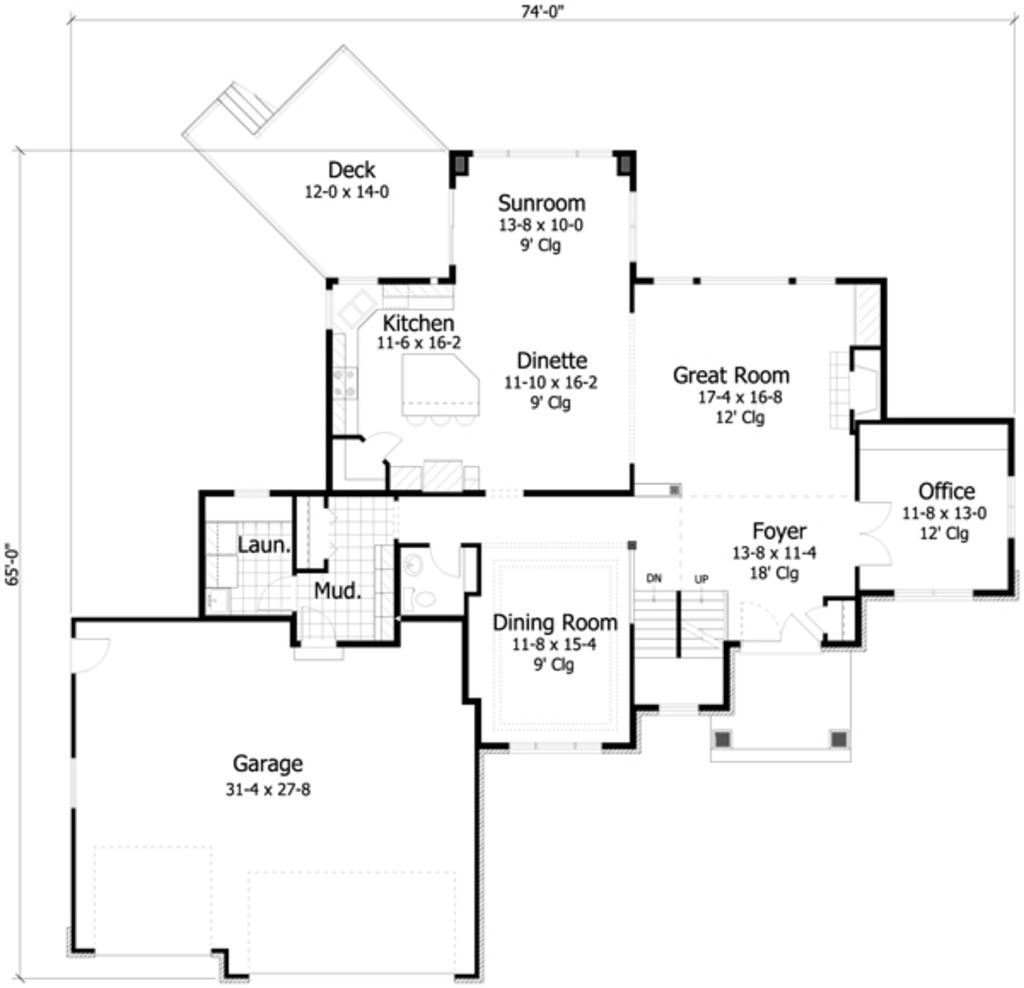 74'-0"
Deck
12-0 x 14-0
Sunroom
13-8 x 10-0
9' Clg
Kitchen
11-6 x 16-2
Dinette
11-10 x 16-2
9' Clg
Great Room
17-4 x 16-8
12' Clg
Office
11-8 x 13-0
12' Clg
Foyer
13-8 x 11-4
18' Clg
65'-0"
Laun.
Mud.
DN
UP
Dining Room
11-8 x 15-4
9' Clg
Garage
31-4 x 27-8